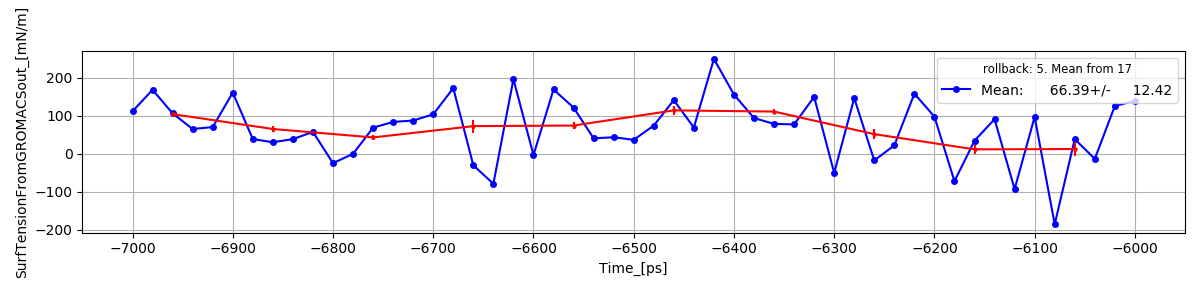 SurfTensionFromGROMACSout_[mN/m]
200
100
0
−100
−200
rollback: 5. Mean from 17
Mean: 66.39+/- 12.42
−7000 −6900 −6800 −6700 −6600 −6500 −6400 −6300 −6200 −6100 −6000
Time_[ps]